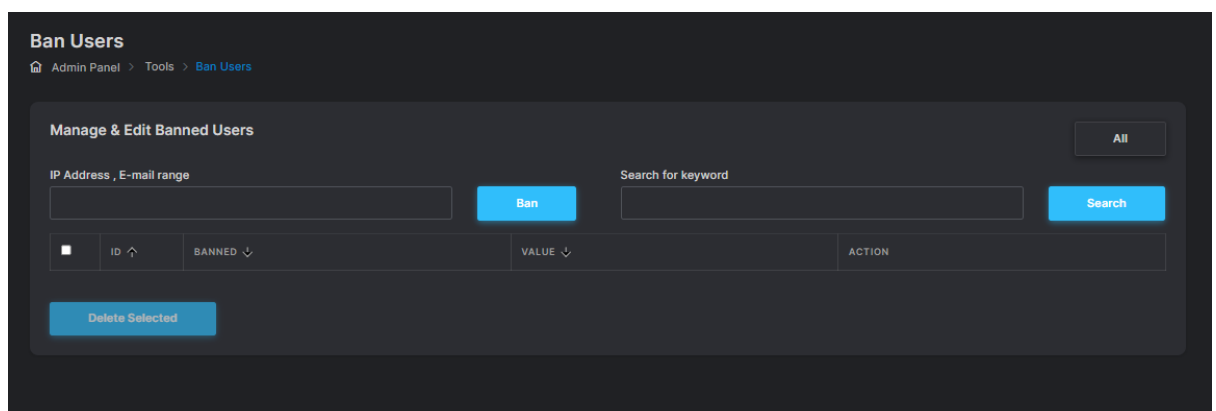 Ban Users
Admin Panel > Tools > Ban Users
Manage & Edit Banned Users
All
IP Address , E-mail range
Search for keyword
Ban
Search
ID
BANNED
VALUE
ACTION
Delete Selected